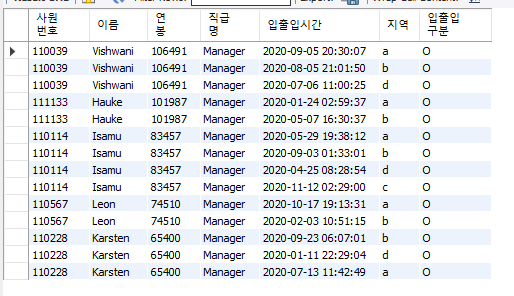 사원 번호 이름 연봉 직급명 입출입시간 지역 입출입구분
110039 Vishwani 106491 Manager 2020-09-05 20:30:07 a O
110039 Vishwani 106491 Manager 2020-08-05 21:01:50 b O
110039 Vishwani 106491 Manager 2020-07-06 11:00:25 d O
111133 Hauke 101987 Manager 2020-01-24 02:59:37 a O
111133 Hauke 101987 Manager 2020-05-07 16:30:37 b O
110114 Isamu 83457 Manager 2020-05-29 19:38:12 a O
110114 Isamu 83457 Manager 2020-09-03 01:33:01 b O
110114 Isamu 83457 Manager 2020-04-25 08:28:54 d O
110114 Isamu 83457 Manager 2020-11-12 02:29:00 c O
110567 Leon 74510 Manager 2020-10-17 19:13:31 a O
110567 Leon 74510 Manager 2020-02-03 10:51:15 b O
110228 Karsten 65400 Manager 2020-09-23 06:07:01 b O
110228 Karsten 65400 Manager 2020-01-11 22:29:04 d O
110228 Karsten 65400 Manager 2020-07-13 11:42:49 a O